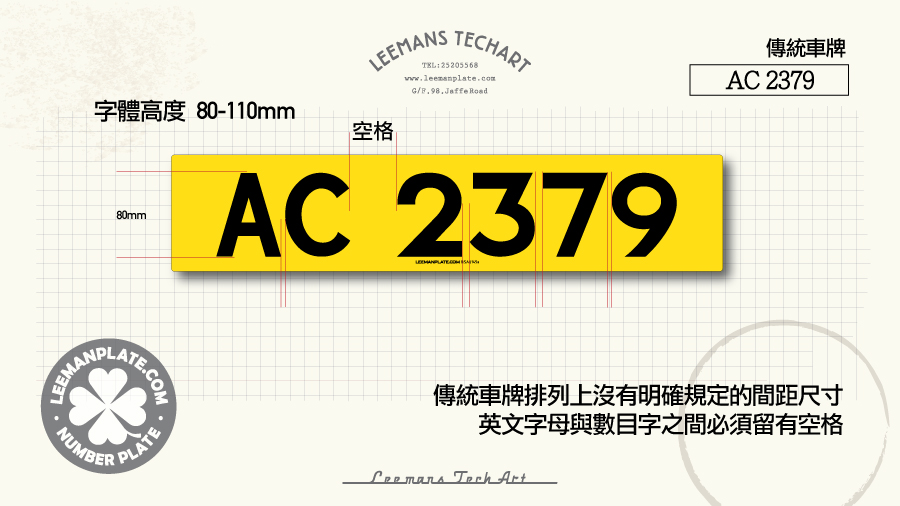 LEEMANS TECHART
TEL:25205568
www.leemanplate.com
G/F,98,JaffeRoad
傳統車牌
AC 2379
字體高度 80-110mm
空格
80mm
AC 2379
LEEMANPLATE.COM
LEEMANPLATE.COM
NUMBER PLATE
傳統車牌排列上沒有明確規定的間距尺寸
英文字母與數目字之間必須留有空格
Leemans Tech Art